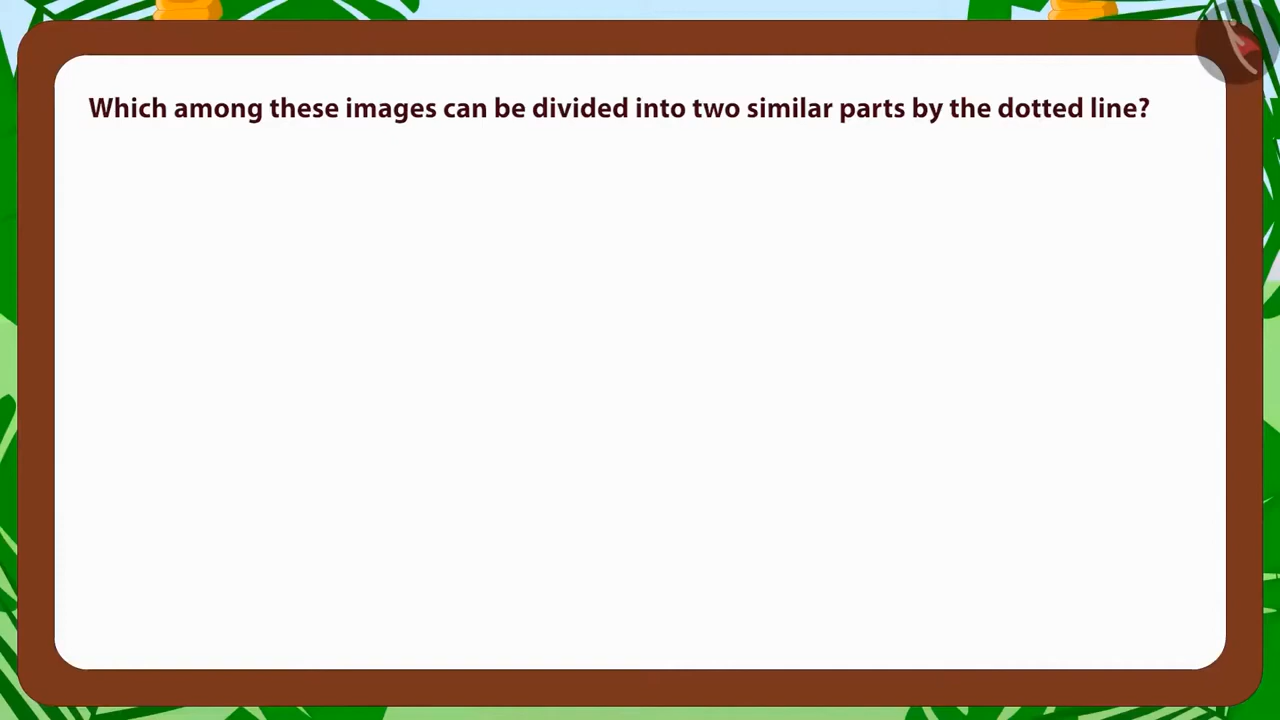 Which among these images can be divided into two similar parts by the dotted line?